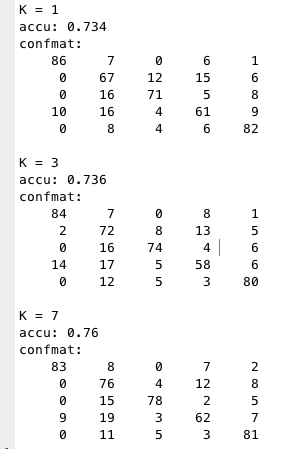 K = 1
accu: 0.734
confmat:
86 7 0 6 1
0 67 12 15 6
0 16 71 5 8
10 16 4 61 9
0 8 4 6 82
K = 3
accu: 0.736
confmat:
84 7 0 8 1
2 72 8 13 5
0 16 74 4 6
14 17 5 58 6
0 12 5 3 80
K = 7
accu: 0.76
confmat:
83 8 0 7 2
0 76 4 12 8
0 15 78 2 5
9 19 3 62 7
0 11 5 3 81